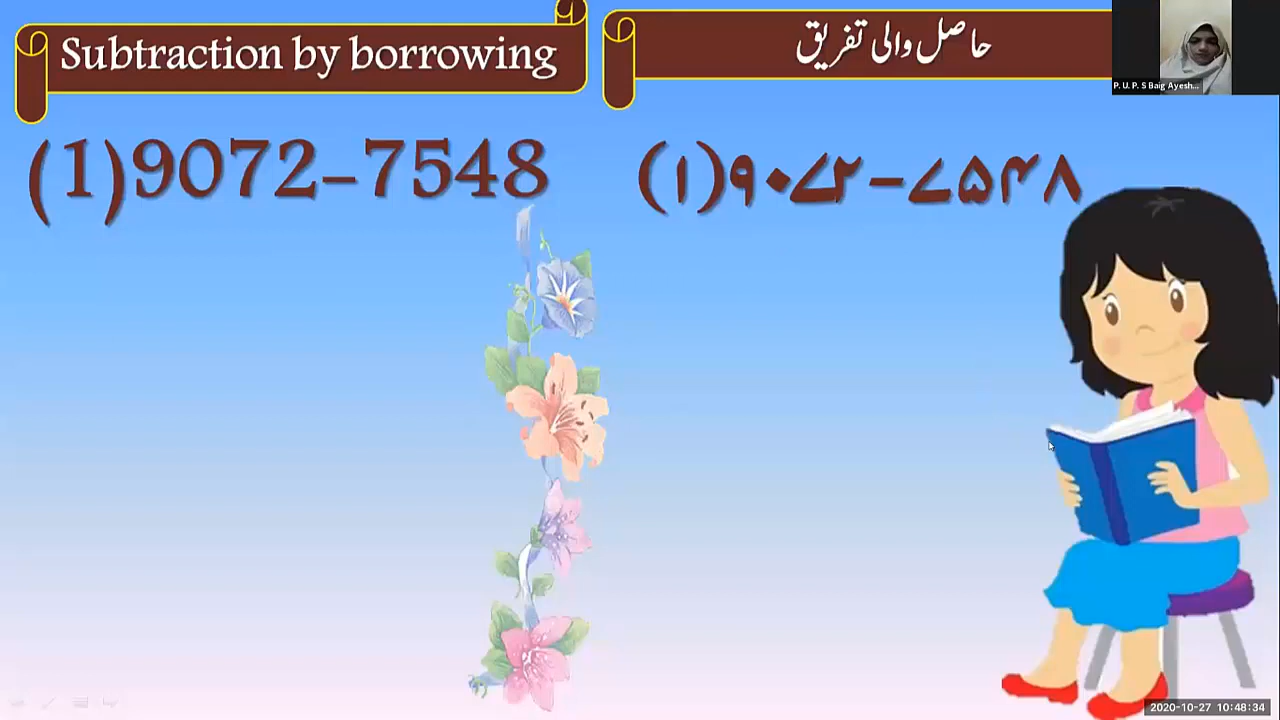 Subtraction by borrowing
حاصل والی تفریق
P. U. P. S Baig Ayesh...
(1)9072-7548
(۱)۹۰۷۲-۷۵۴۸
2020-10-27 10:48:34